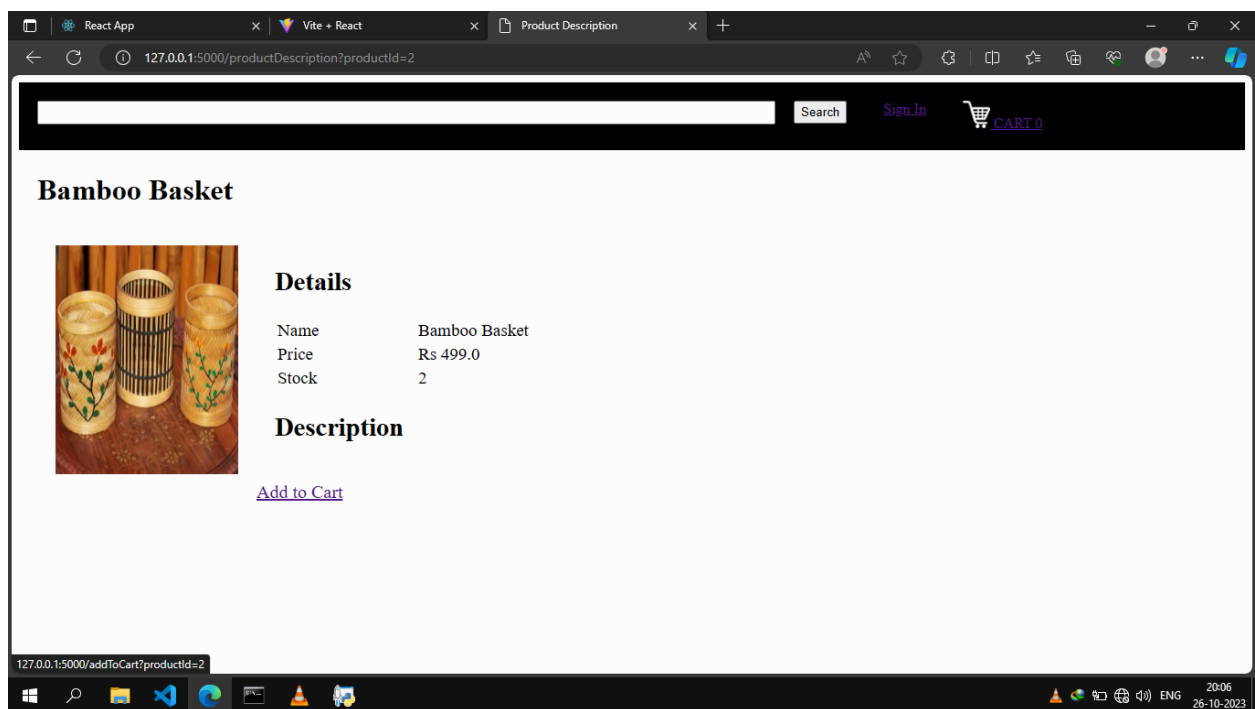 React App
Vite + React
Product Description
127.0.0.1:5000/productDescription?productId=2
Search
Sign In
CART 0
Bamboo Basket
Details
Name Bamboo Basket
Price Rs 499.0
Stock 2
Description
Add to Cart
127.0.0.1:5000/addToCart?productId=2
ENG
20:06
26-10-2023